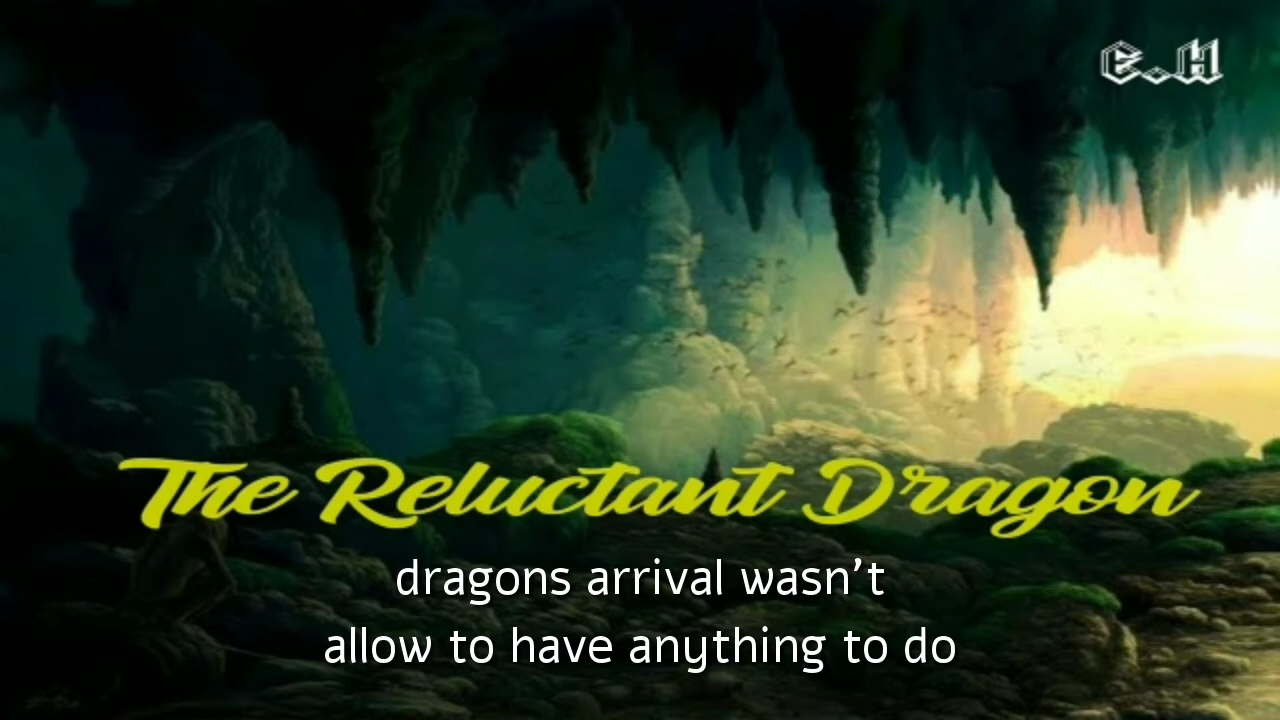 E.H
The Reluctant Dragon
dragons arrival wasn't
allow to have anything to do